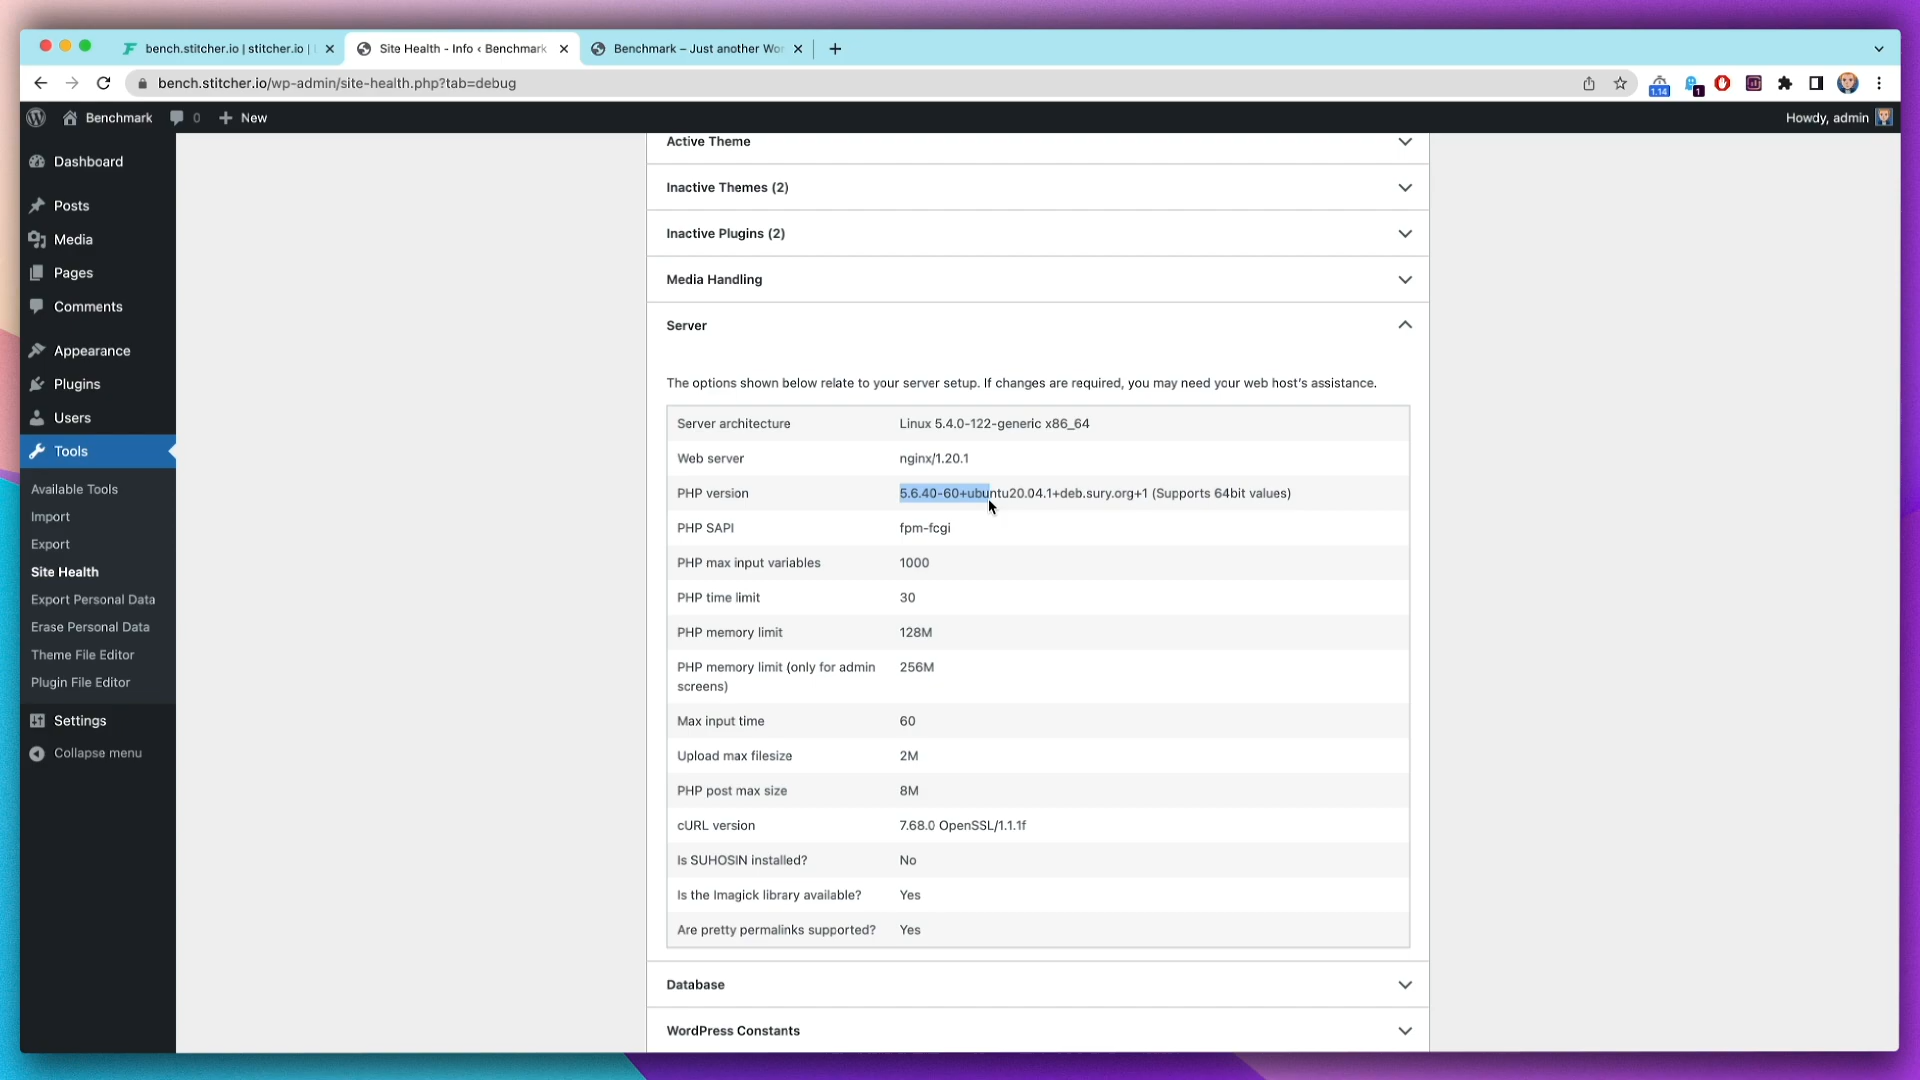 bench.stitcher.io | stitcher.io |
Site Health - Info ‹ Benchmark
Benchmark – Just another Wo
bench.stitcher.io/wp-admin/site-health.php?tab=debug
1.14
1
Benchmark
0
New
Howdy, admin
Dashboard
Posts
Media
Pages
Comments
Appearance
Plugins
Users
Tools
Available Tools
Import
Export
Site Health
Export Personal Data
Erase Personal Data
Theme File Editor
Plugin File Editor
Settings
Collapse menu
Active Theme
Inactive Themes (2)
Inactive Plugins (2)
Media Handling
Server
The options shown below relate to your server setup. If changes are required, you may need your web host's assistance.
Server architecture Linux 5.4.0-122-generic x86_64
Web server nginx/1.20.1
PHP version 5.6.40-60+ubuntu20.04.1+deb.sury.org+1 (Supports 64bit values)
PHP SAPI fpm-fcgi
PHP max input variables 1000
PHP time limit 30
PHP memory limit 128M
PHP memory limit (only for admin 256M
screens)
Max input time 60
Upload max filesize 2M
PHP post max size 8M
cURL version 7.68.0 OpenSSL/1.1.1f
Is SUHOSIN installed? No
Is the Imagick library available? Yes
Are pretty permalinks supported? Yes
Database
WordPress Constants